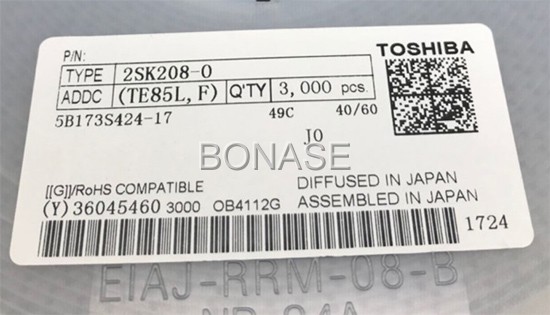 P/N:
TOSHIBA
TYPE 2SK208-O
ADDC (TE85L,F) Q'TY 3,000 pcs.
5B173S424-17 49C 40/60
J0
BONASE
[[G]]/RoHS COMPATIBLE DIFFUSED IN JAPAN
(Y)36045460 3000 OB4112G ASSEMBLED IN JAPAN
1724
EIAJ-RRM-08-B